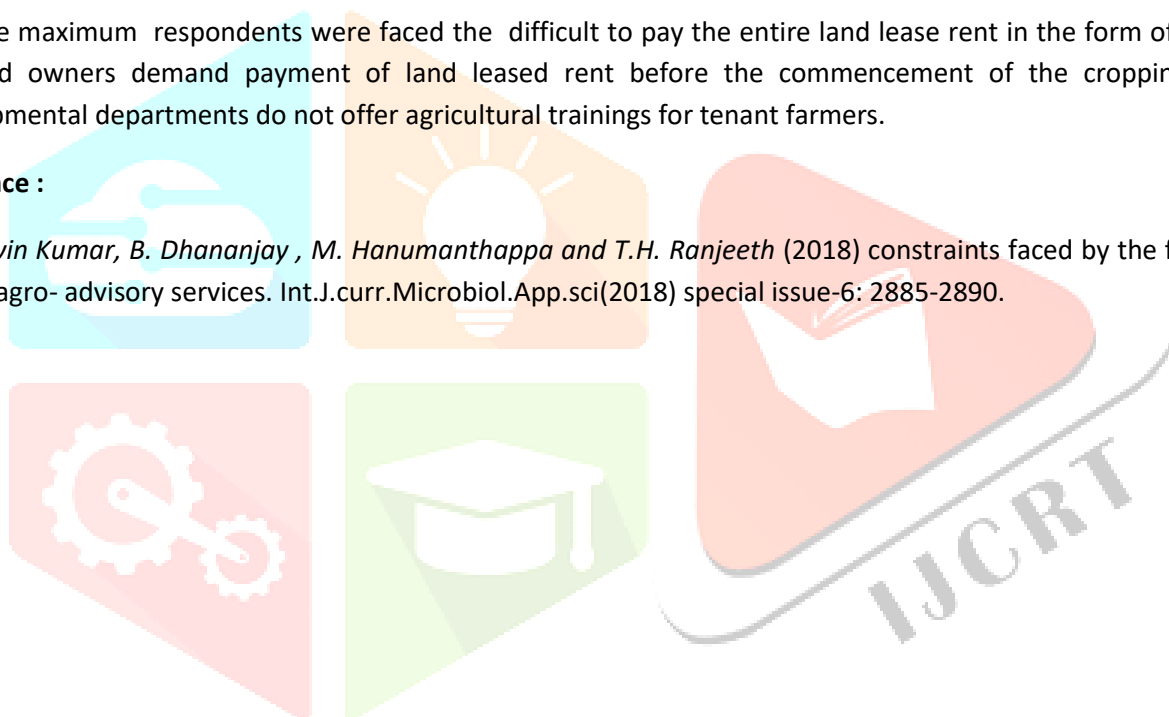 e maximum respondents were faced the difficult to pay the entire land lease rent in the form of
d owners demand payment of land leased rent before the commencement of the croppin
pmental departments do not offer agricultural trainings for tenant farmers.
nce :
vin Kumar, B. Dhananjay , M. Hanumanthappa and T.H. Ranjeeth (2018) constraints faced by the f
agro- advisory services. Int.J.curr.Microbiol.App.sci(2018) special issue-6: 2885-2890.
IJCRT